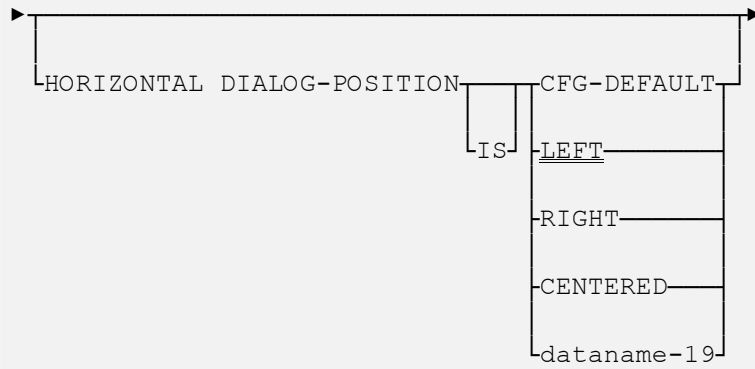 HORIZONTAL DIALOG-POSITION CFG-DEFAULT
IS LEFT
RIGHT
CENTERED
dataname-19